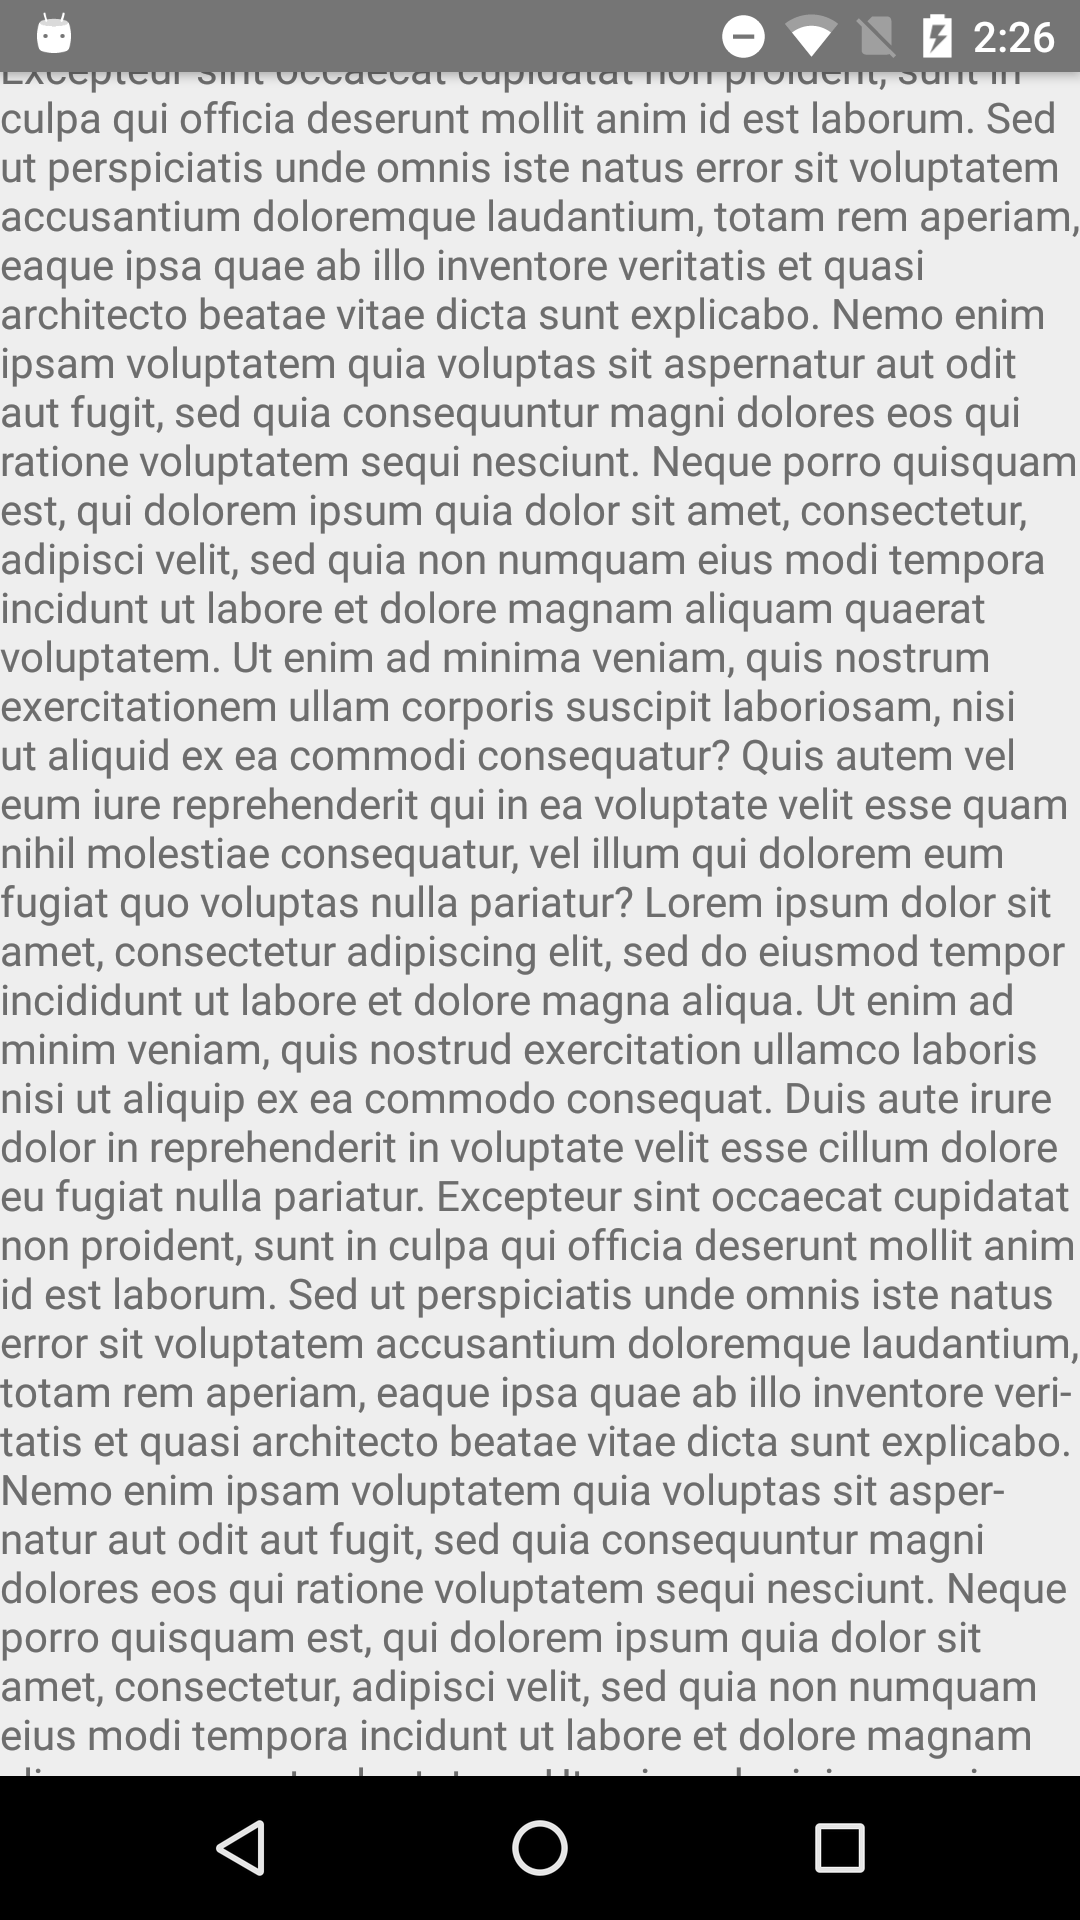 2:26
Excepteur sint occaecat cupidatat non proident, sunt in
culpa qui officia deserunt mollit anim id est laborum. Sed
ut perspiciatis unde omnis iste natus error sit voluptatem
accusantium doloremque laudantium, totam rem aperiam,
eaque ipsa quae ab illo inventore veritatis et quasi
architecto beatae vitae dicta sunt explicabo. Nemo enim
ipsam voluptatem quia voluptas sit aspernatur aut odit
aut fugit, sed quia consequuntur magni dolores eos qui
ratione voluptatem sequi nesciunt. Neque porro quisquam
est, qui dolorem ipsum quia dolor sit amet, consectetur,
adipisci velit, sed quia non numquam eius modi tempora
incidunt ut labore et dolore magnam aliquam quaerat
voluptatem. Ut enim ad minima veniam, quis nostrum
exercitationem ullam corporis suscipit laboriosam, nisi
ut aliquid ex ea commodi consequatur? Quis autem vel
eum iure reprehenderit qui in ea voluptate velit esse quam
nihil molestiae consequatur, vel illum qui dolorem eum
fugiat quo voluptas nulla pariatur? Lorem ipsum dolor sit
amet, consectetur adipiscing elit, sed do eiusmod tempor
incididunt ut labore et dolore magna aliqua. Ut enim ad
minim veniam, quis nostrud exercitation ullamco laboris
nisi ut aliquip ex ea commodo consequat. Duis aute irure
dolor in reprehenderit in voluptate velit esse cillum dolore
eu fugiat nulla pariatur. Excepteur sint occaecat cupidatat
non proident, sunt in culpa qui officia deserunt mollit anim
id est laborum. Sed ut perspiciatis unde omnis iste natus
error sit voluptatem accusantium doloremque laudantium,
totam rem aperiam, eaque ipsa quae ab illo inventore veri-
tatis et quasi architecto beatae vitae dicta sunt explicabo.
Nemo enim ipsam voluptatem quia voluptas sit asper-
natur aut odit aut fugit, sed quia consequuntur magni
dolores eos qui ratione voluptatem sequi nesciunt. Neque
porro quisquam est, qui dolorem ipsum quia dolor sit
amet, consectetur, adipisci velit, sed quia non numquam
eius modi tempora incidunt ut labore et dolore magnam